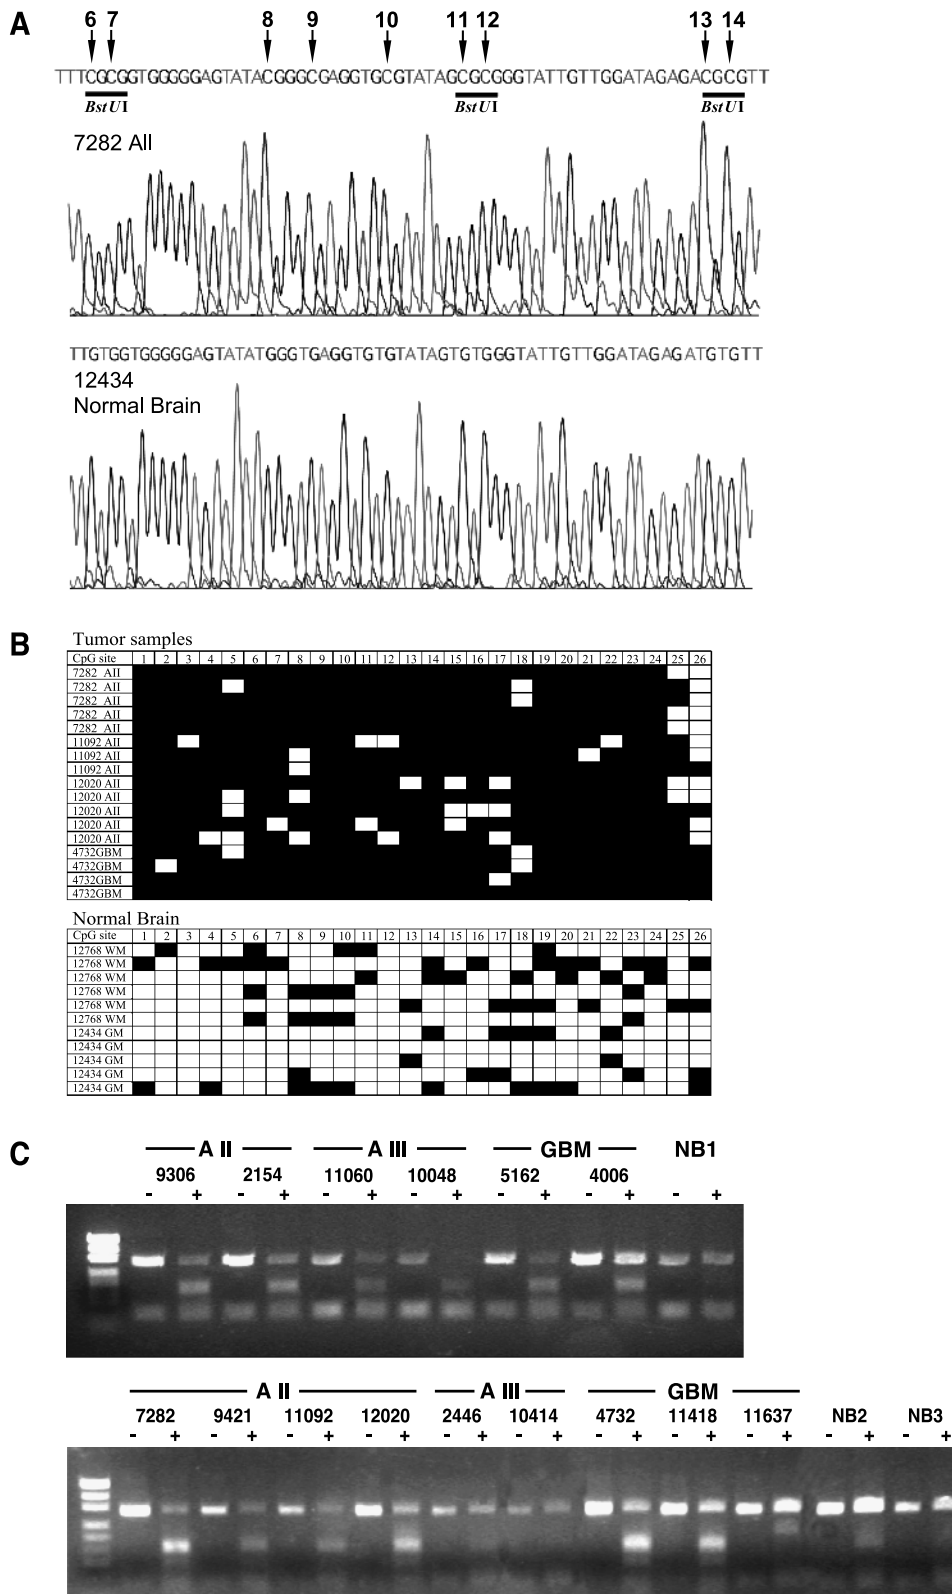 A
6 7 8 9 10 11 12 13 14
TTTCGCGGTGGGGGAGTATACGGGCGAGGTGCGTATAGCGCGGGTATTGTTGGATAGAGACGCGTT
BstUI BstUI BstUI
7282 AII
TTGTGGTGGGGGAGTATATGGGTGAGGTGTGTATAGTGTGGGTATTGTTGGATAGAGATGTGTT
12434
Normal Brain
B
Tumor samples
CpG site 1 2 3 4 5 6 7 8 9 10 11 12 13 14 15 16 17 18 19 20 21 22 23 24 25 26
7282 AII
7282 AII
7282 AII
7282 AII
7282 AII
11092 AII
11092 AII
11092 AII
12020 AII
12020 AII
12020 AII
12020 AII
12020 AII
4732GBM
4732GBM
4732GBM
4732GBM
Normal Brain
CpG site 1 2 3 4 5 6 7 8 9 10 11 12 13 14 15 16 17 18 19 20 21 22 23 24 25 26
12768 WM
12768 WM
12768 WM
12768 WM
12768 WM
12768 WM
12434 GM
12434 GM
12434 GM
12434 GM
12434 GM
C
A II A III GBM NB1
9306 2154 11060 10048 5162 4006
- + - + - + - + - + - + - +
A II A III GBM
7282 9421 11092 12020 2446 10414 4732 11418 11637 NB2 NB3
- + - + - + - + - + - + - + - + - + - + - +